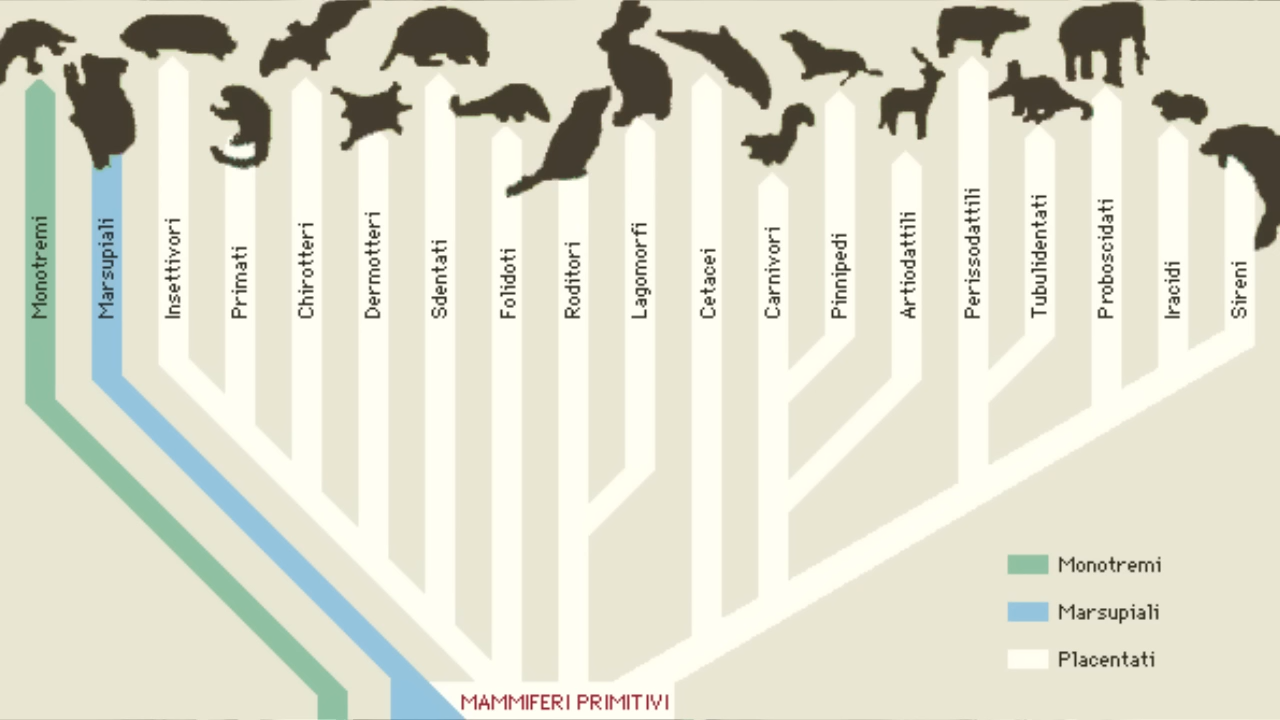 Monotremi
Marsupiali
Insettivori
Primati
Chirotteri
Dermotteri
Sdentati
Folidoti
Roditori
Lagomorfi
Cetacei
Carnivori
Pinnipedi
Artiodattili
Perissodattili
Tubulidentati
Proboscidati
Iracidi
Sireni
Monotremi
Marsupiali
Placentati
MAMMIFERI PRIMITIVI